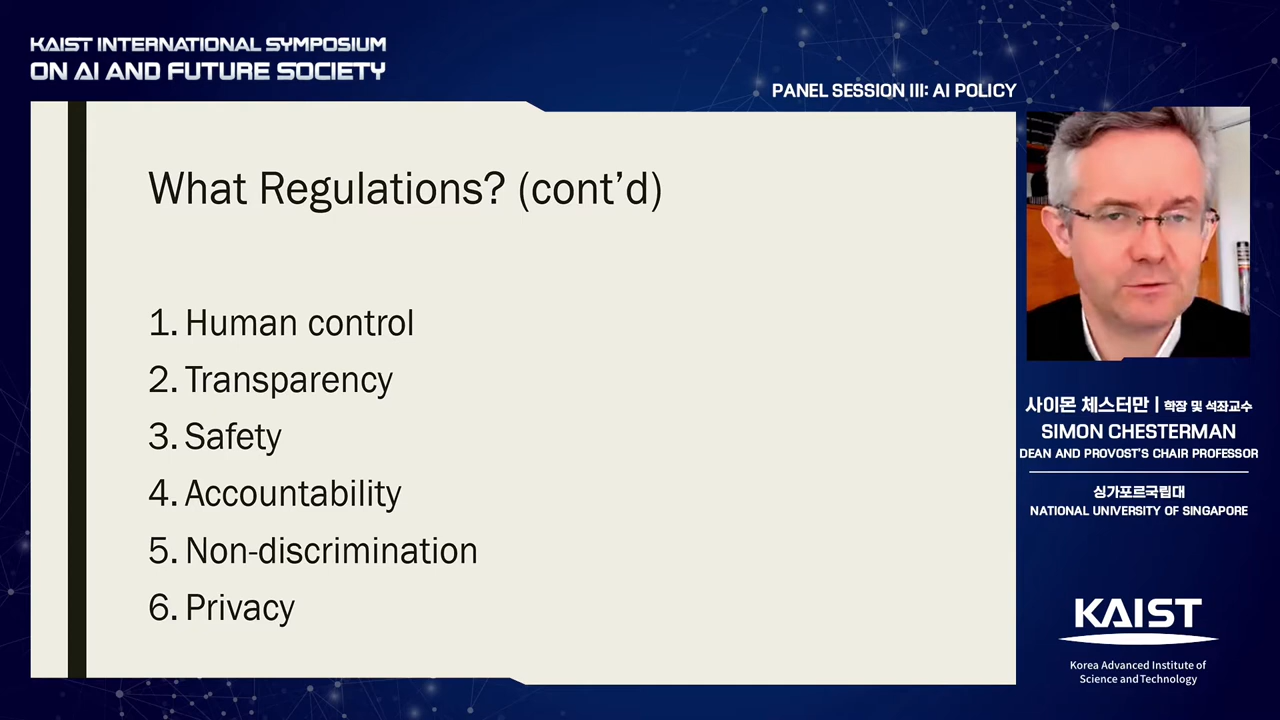 KAIST INTERNATIONAL SYMPOSIUM
ON AI AND FUTURE SOCIETY
PANEL SESSION III: AI POLICY
What Regulations? (cont’d)
1. Human control
2. Transparency
3. Safety
4. Accountability
5. Non-discrimination
6. Privacy
사이몬 체스터만 | 학장 및 석좌교수
SIMON CHESTERMAN
DEAN AND PROVOST'S CHAIR PROFESSOR
싱가포르국립대
NATIONAL UNIVERSITY OF SINGAPORE
KAIST
Korea Advanced Institute of
Science and Technology